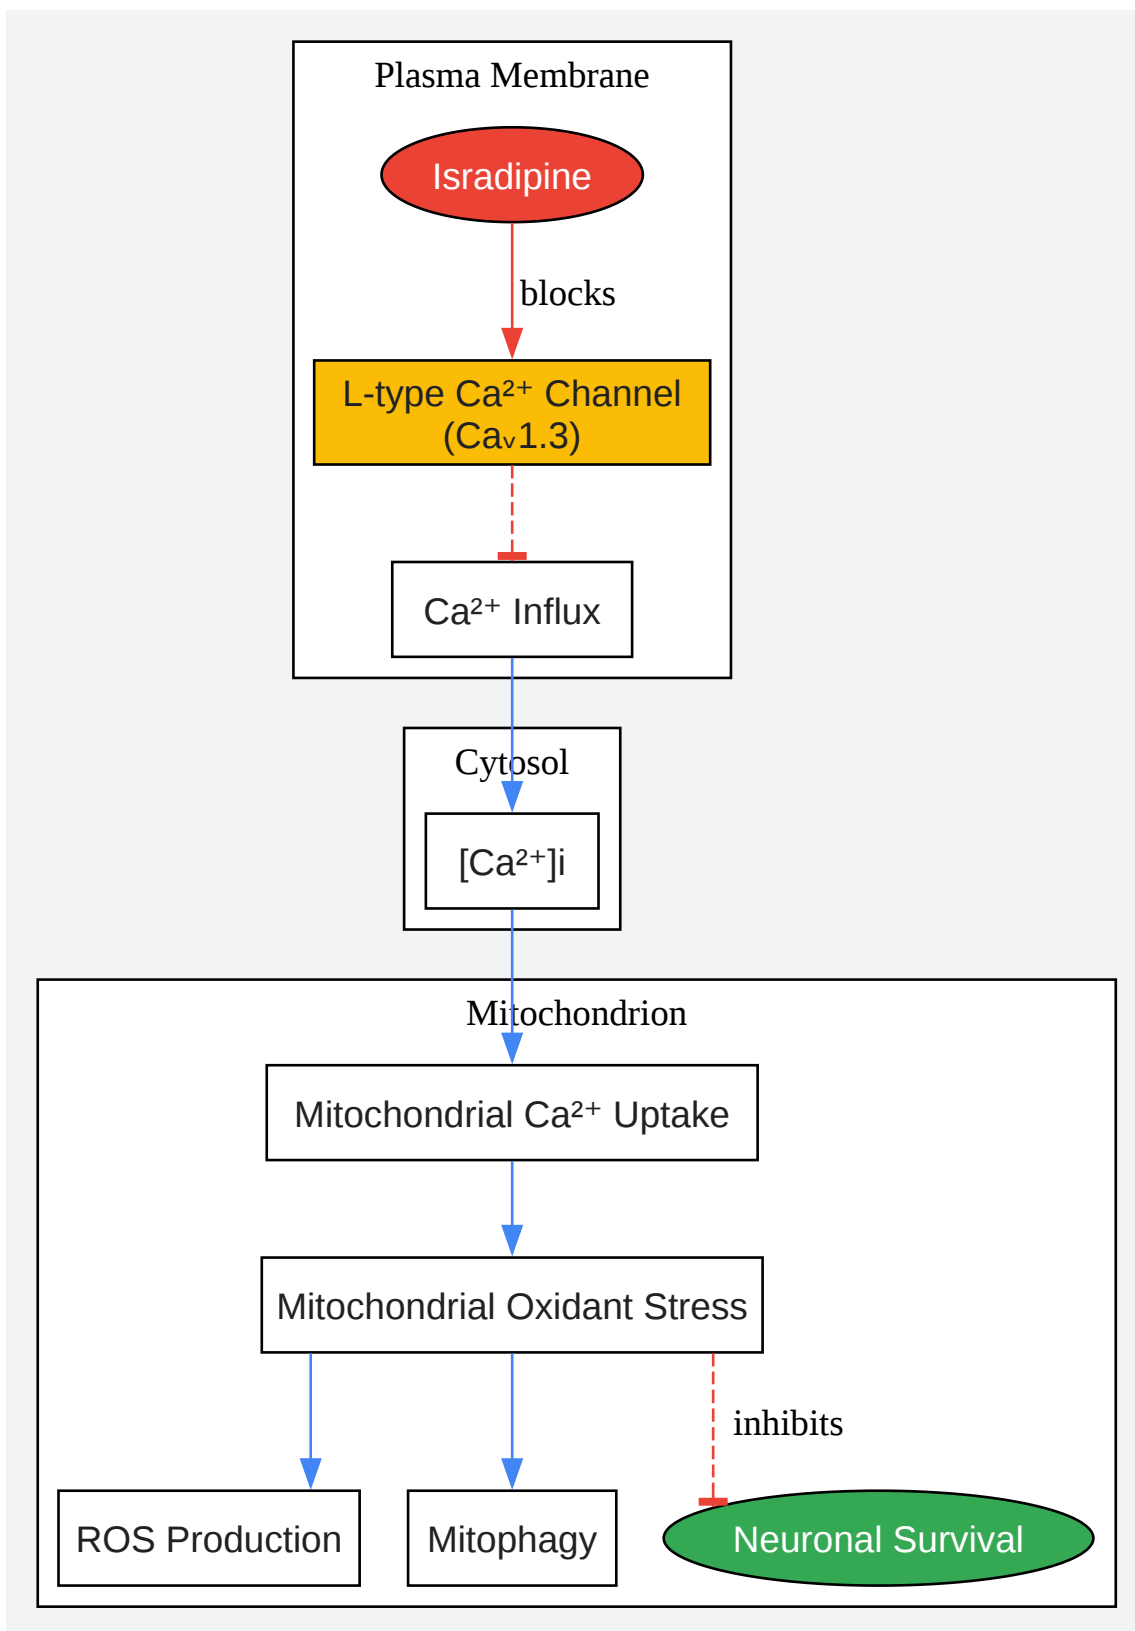 Plasma Membrane
Isradipine
blocks
L-type Ca²⁺ Channel
(Caᵥ1.3)
Ca²⁺ Influx
Cytosol
[Ca²⁺]i
Mitochondrion
Mitochondrial Ca²⁺ Uptake
Mitochondrial Oxidant Stress
inhibits
ROS Production
Mitophagy
Neuronal Survival